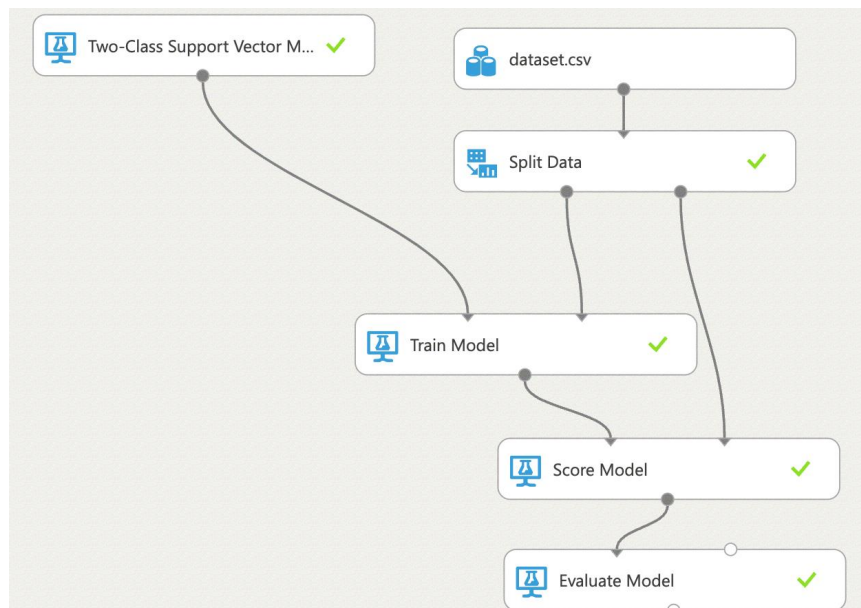 Two-Class Support Vector M...
dataset.csv
Split Data
Train Model
Score Model
Evaluate Model